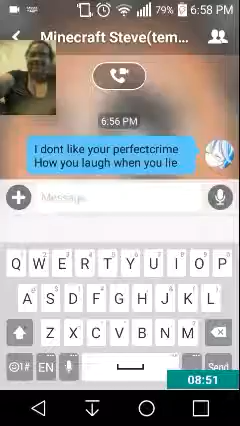 79% 6:58 PM
Minecraft Steve(tem...
6:56 PM
I dont like your perfectcrime
How you laugh when you lie
Message
Q W E R T Y U I O P
A S D F G H J K L
Z X C V B N M
1# EN Send
08:51